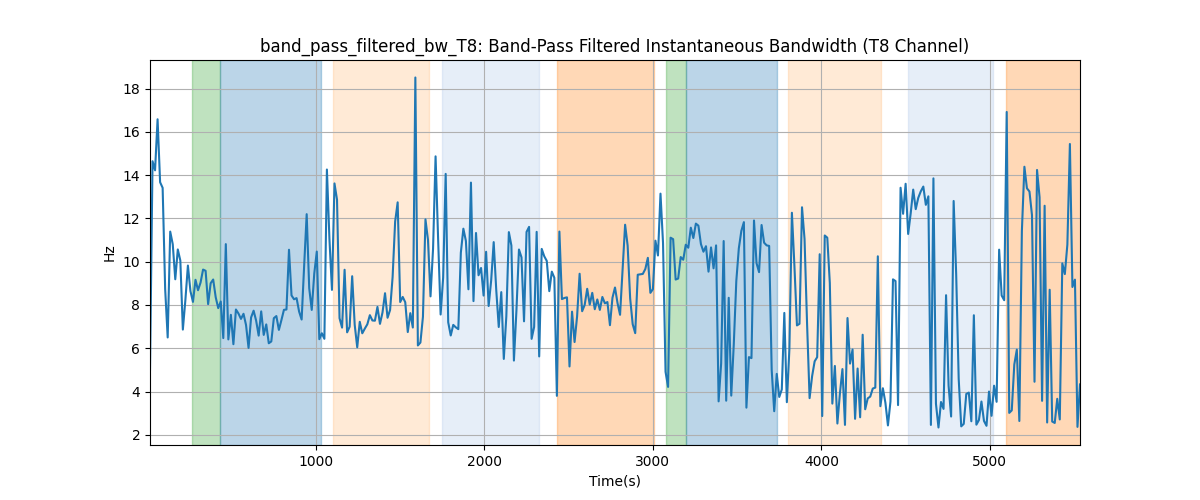 band_pass_filtered_bw_T8: Band-Pass Filtered Instantaneous Bandwidth (T8 Channel)
18
16
14
12
10
8
6
4
2
Hz
1000 2000 3000 4000 5000
Time(s)